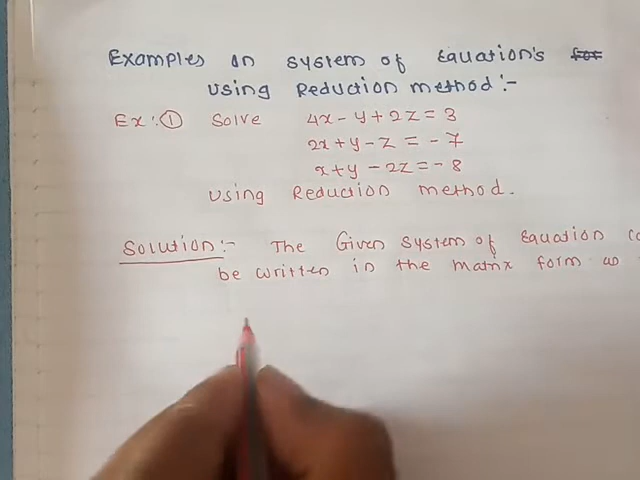 Examples on system of Equation's for
using Reduction method :-
Ex: ① Solve 4x - y + 2z = 3
2x + y - z = -7
x + y - 2z = -8
using Reduction method.
Solution:- The Given system of Equation
be written in the matrix form as